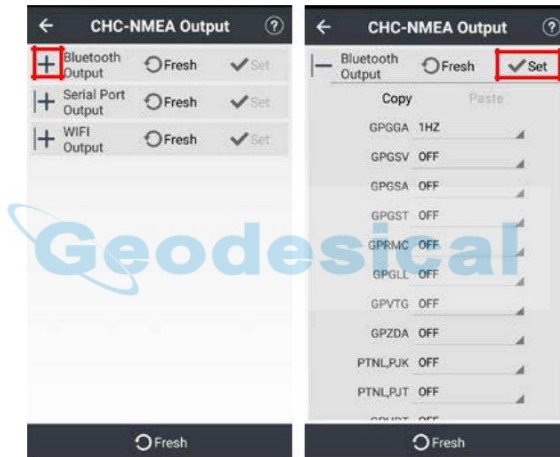 CHC-NMEA Output ?
Bluetooth Output Fresh Set
Serial Port Output Fresh Set
WIFI Output Fresh Set
Fresh
CHC-NMEA Output ?
Bluetooth Output Fresh Set
Copy Paste
GPGGA 1HZ
GPGSV OFF
GPGSA OFF
GPGST OFF
GPRMC OFF
GPGLL OFF
GPVTG OFF
GPZDA OFF
PTNL,PJK OFF
PTNL,PJT OFF
Fresh
Geodesical